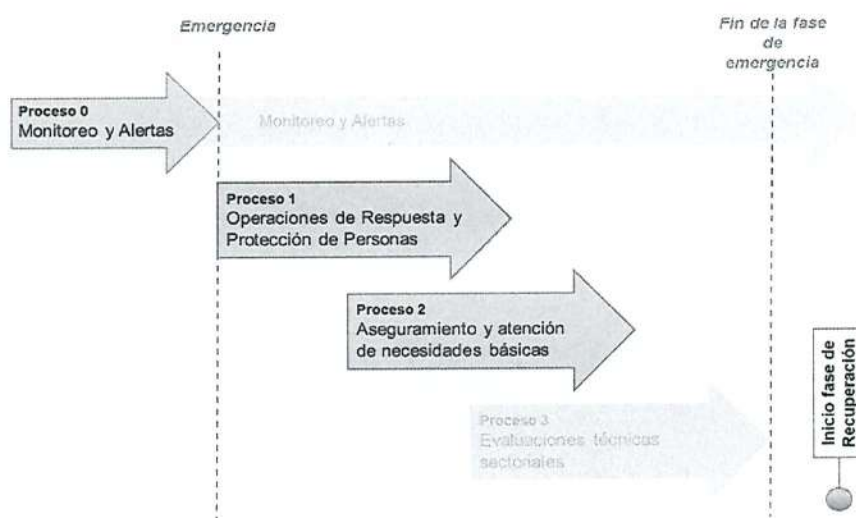 Emergencia
Fin de la fase
de
emergencia
Proceso 0
Monitoreo y Alertas
Monitoreo y Alertas
Proceso 1
Operaciones de Respuesta y
Protección de Personas
Proceso 2
Aseguramiento y atención
de necesidades básicas
Proceso 3
Evaluaciones técnicas
sectoriales
Inicio fase de
Recuperación